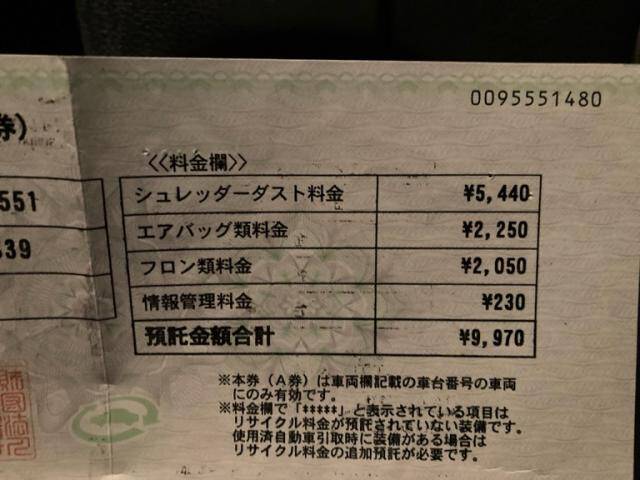 0095551480
券)
<<料金欄>>
551
シュレッダーダスト料金 ¥5,440
エアバッグ類料金 ¥2,250
39
フロン類料金 ¥2,050
情報管理料金 ¥230
預託金額合計 ¥9,970
※本券（A券）は車両欄記載の車台番号の車両
にのみ有効です。
※料金欄で「*****」と表示されている項目は
リサイクル料金が預託されていない装備です。
使用済自動車引取時に装備がある場合は
リサイクル料金の追加預託が必要です。